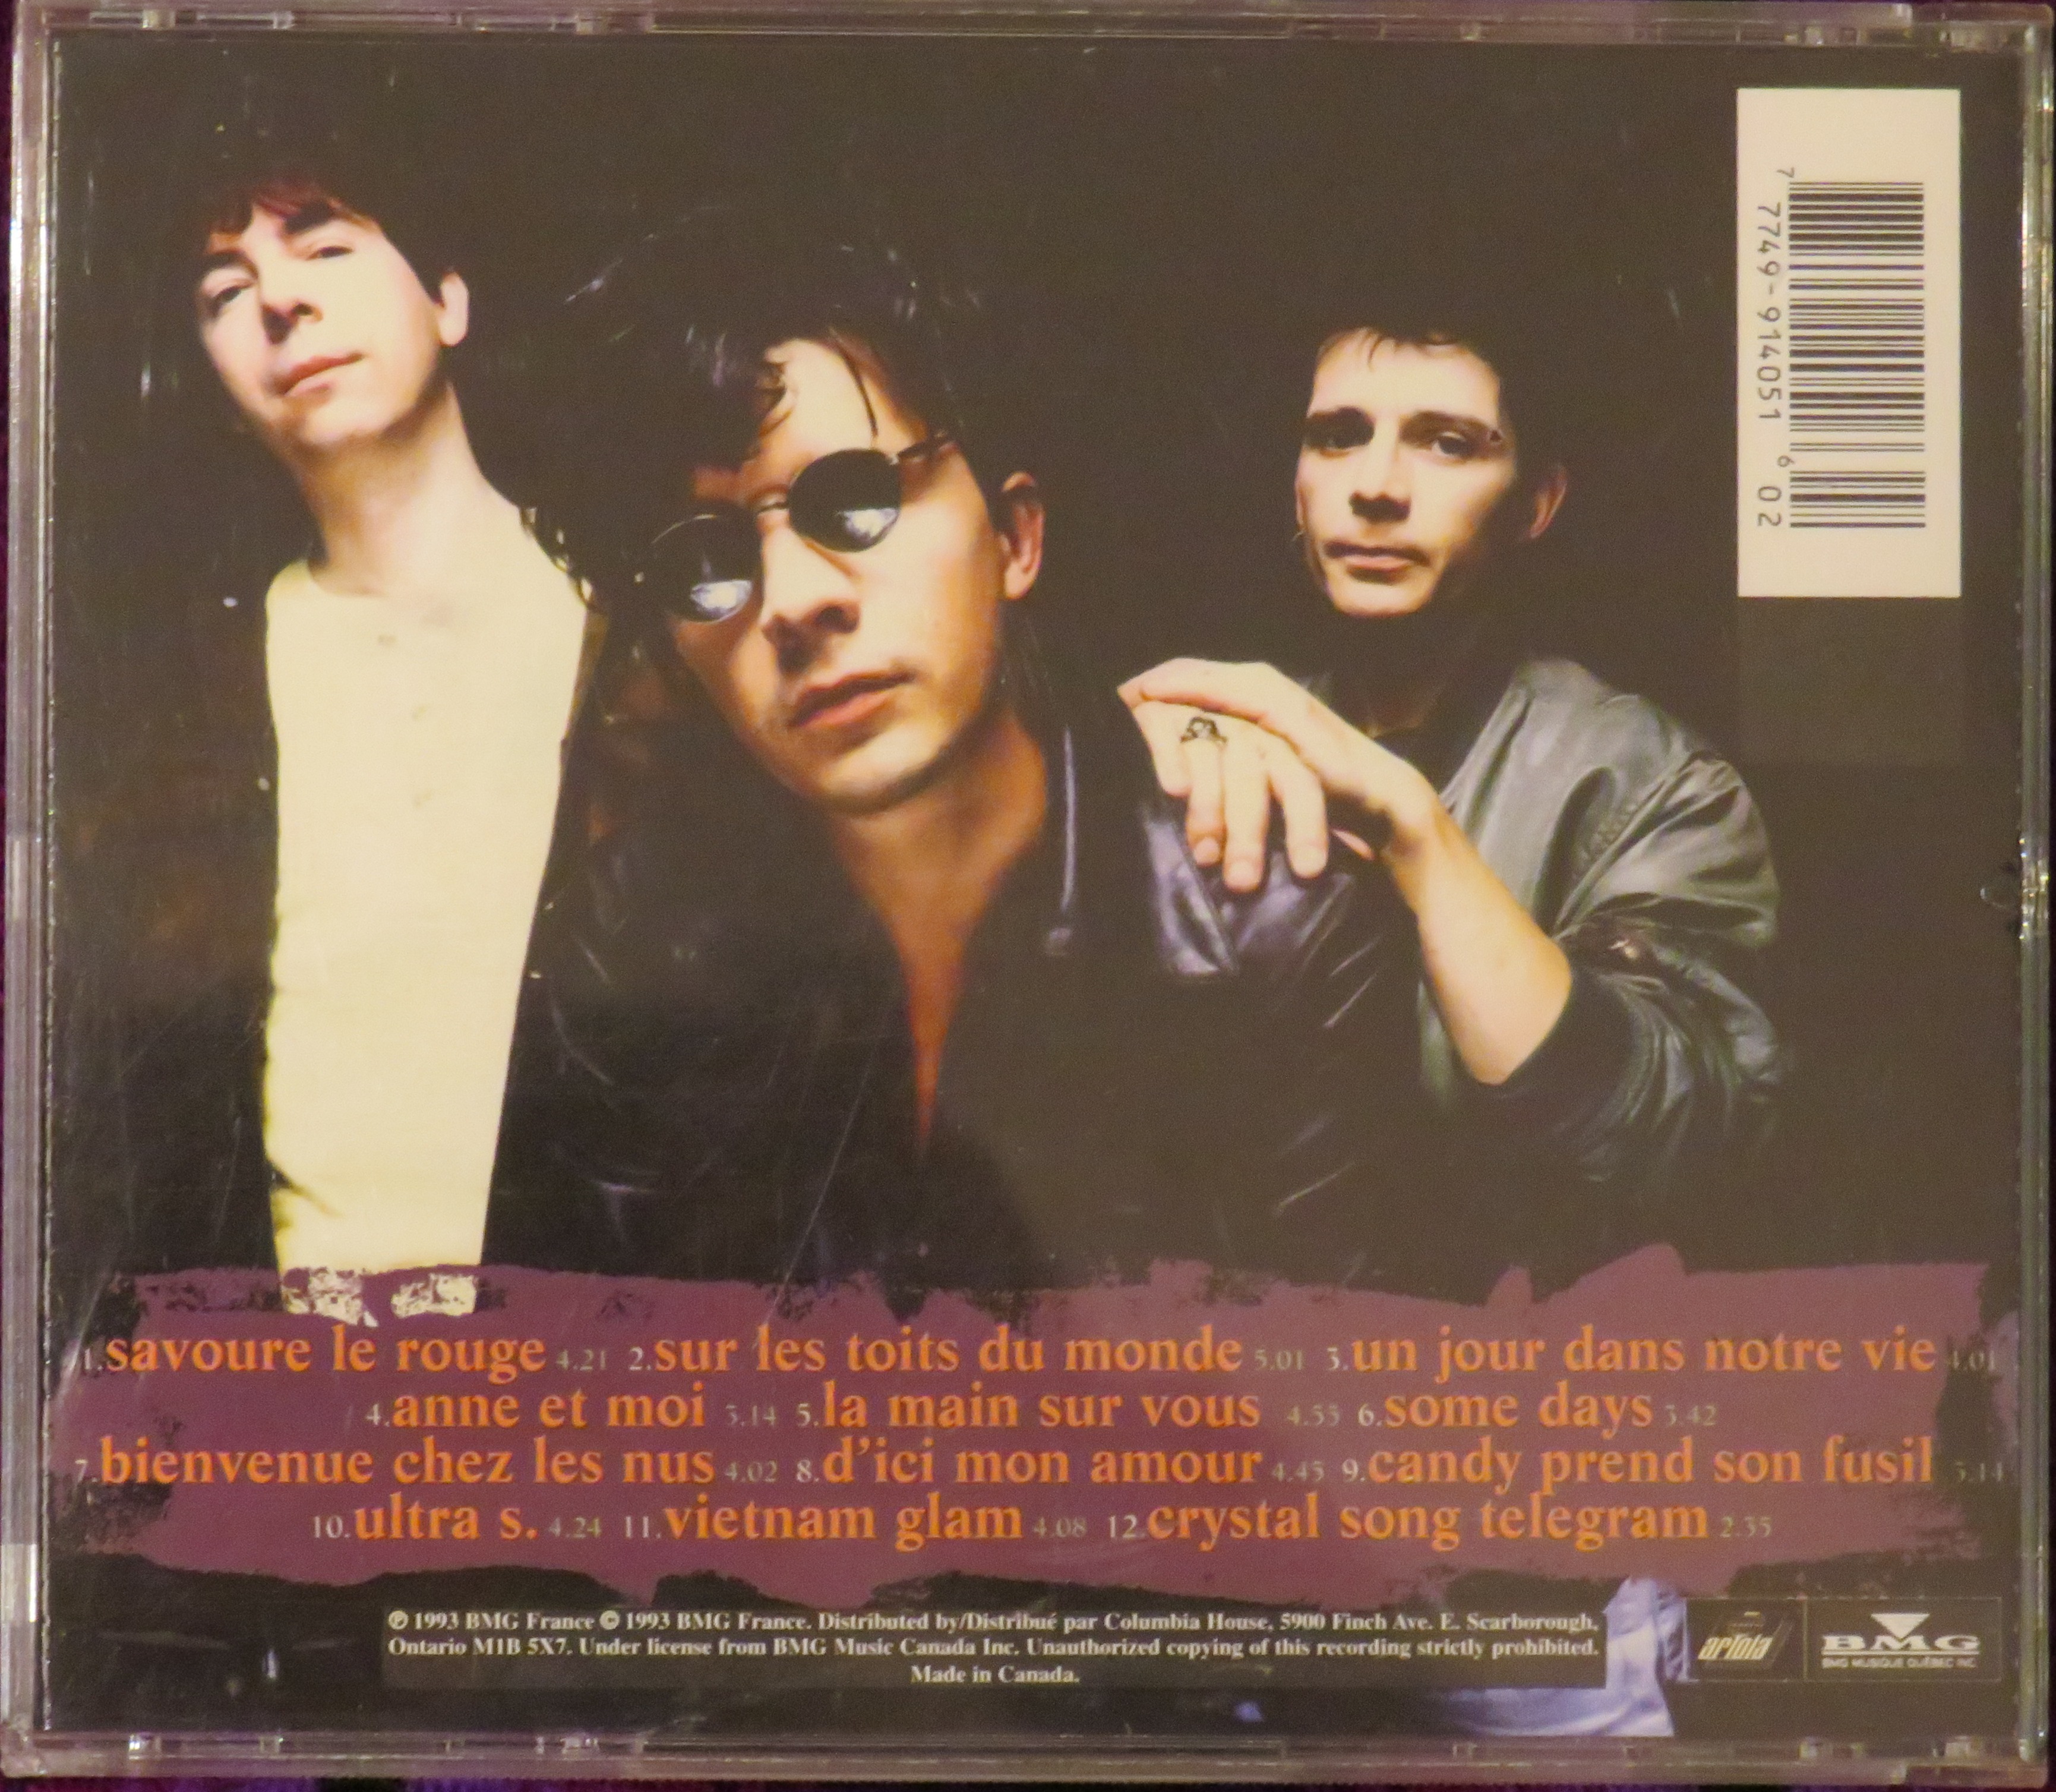 7 7749-91405 1 6 02
1.savoure le rouge 4.21 2.sur les toits du monde 5.01 3.un jour dans notre vie 4.01
4.anne et moi 3.14 5.la main sur vous 4.53 6.some days 3.42
7.bienvenue chez les nus 4.02 8.d'ici mon amour 4.45 9.candy prend son fusil 3.14
10.ultra s. 4.24 11.vietnam glam 4.08 12.crystal song telegram 2.35
℗ 1993 BMG France © 1993 BMG France. Distributed by/Distribué par Columbia House, 5900 Finch Ave. E. Scarborough,
Ontario M1B 5X7. Under license from BMG Music Canada Inc. Unauthorized copying of this recording strictly prohibited.
Made in Canada.
ariola
BMG
BMG MUSIQUE QUÉBEC INC.